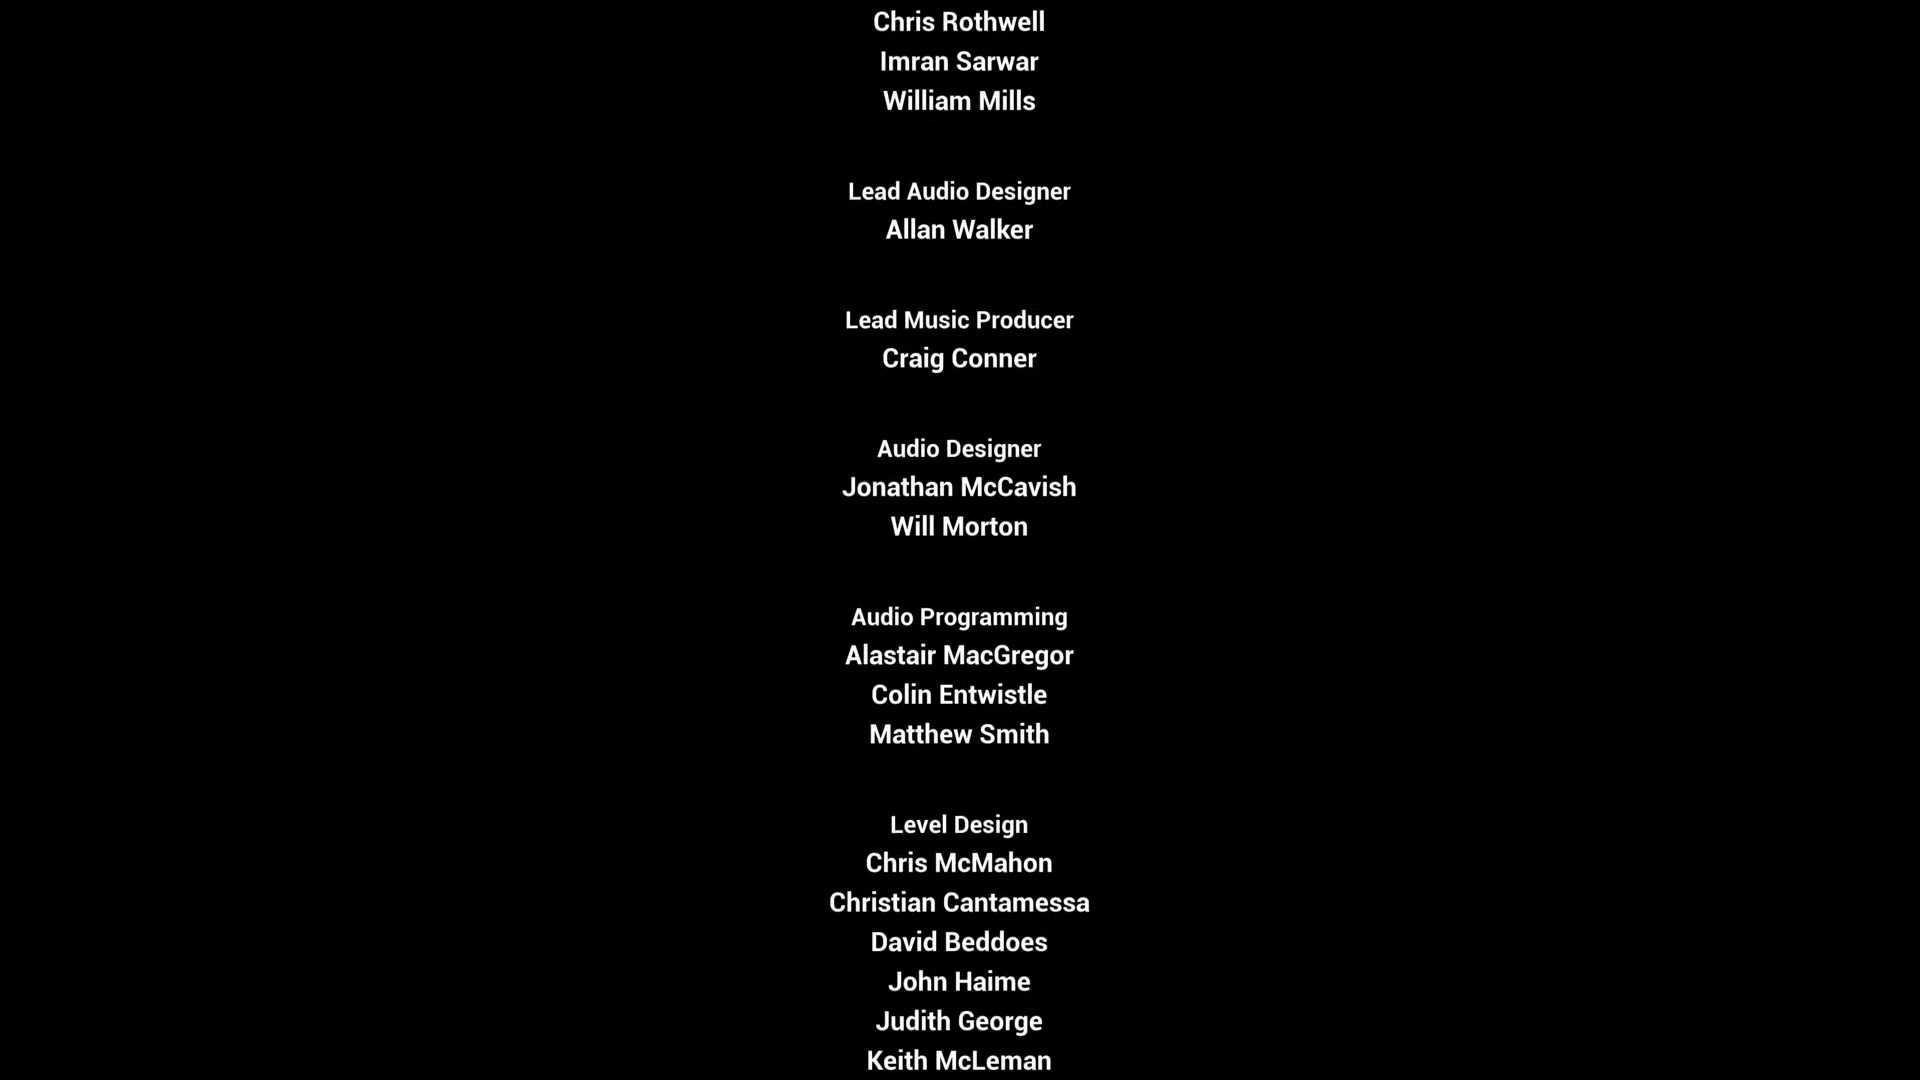 Chris Rothwell
Imran Sarwar
William Mills
Lead Audio Designer
Allan Walker
Lead Music Producer
Craig Conner
Audio Designer
Jonathan McCavish
Will Morton
Audio Programming
Alastair MacGregor
Colin Entwistle
Matthew Smith
Level Design
Chris McMahon
Christian Cantamessa
David Beddoes
John Haime
Judith George
Keith McLeman